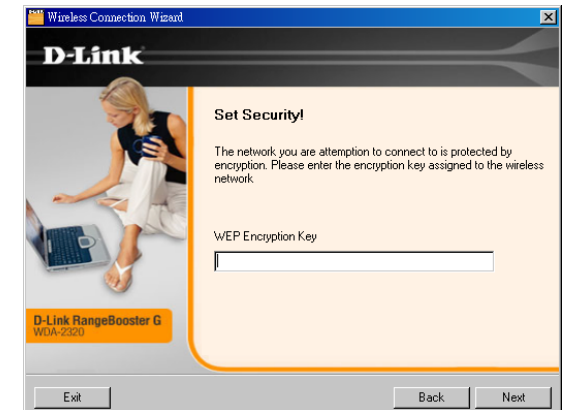 Wireless Connection Wizard
D-Link
Set Security!
The network you are attemption to connect to is protected by
encryption. Please enter the encryption key assigned to the wireless
network
WEP Encryption Key
D-Link RangeBooster G
WDA-2320
Exit
Back
Next